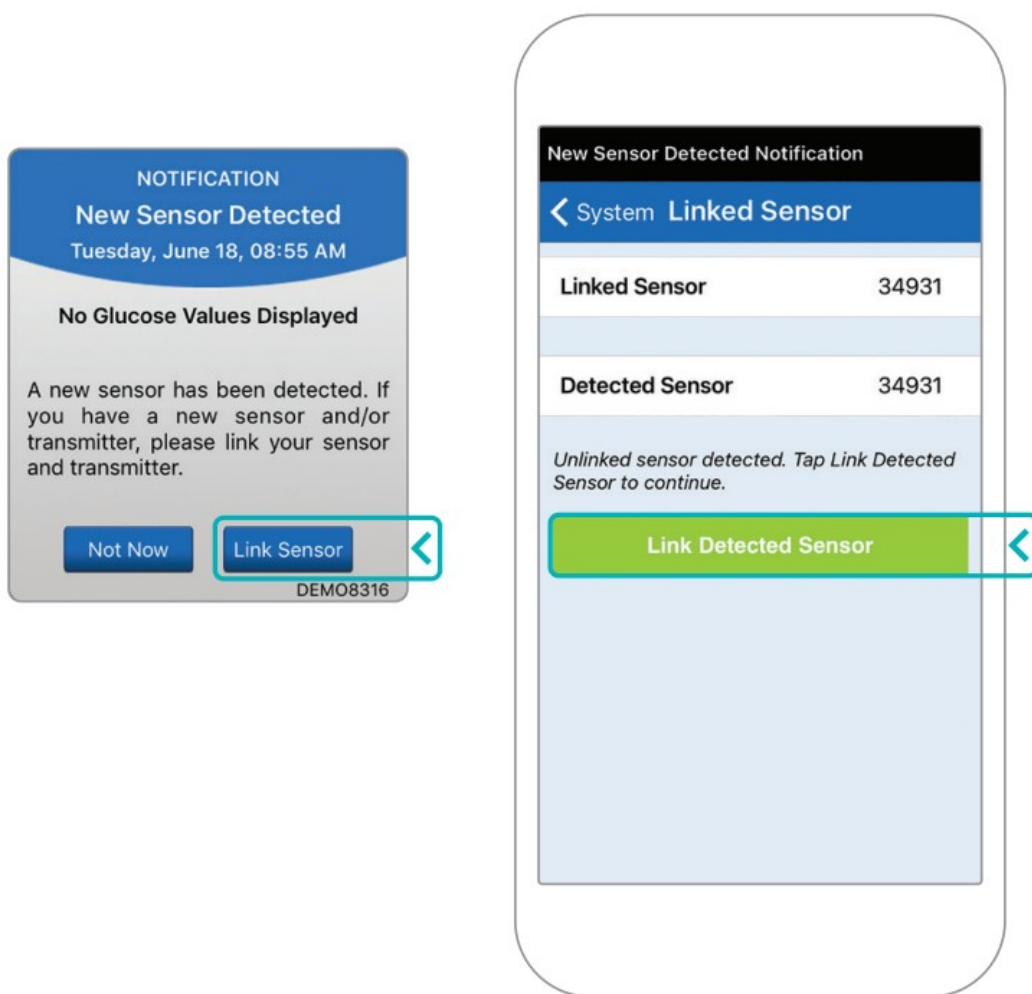 NOTIFICATION
New Sensor Detected
Tuesday, June 18, 08:55 AM
No Glucose Values Displayed
A new sensor has been detected. If
you have a new sensor and/or
transmitter, please link your sensor
and transmitter.
Not Now Link Sensor
DEMO8316
New Sensor Detected Notification
System Linked Sensor
Linked Sensor 34931
Detected Sensor 34931
Unlinked sensor detected. Tap Link Detected
Sensor to continue.
Link Detected Sensor